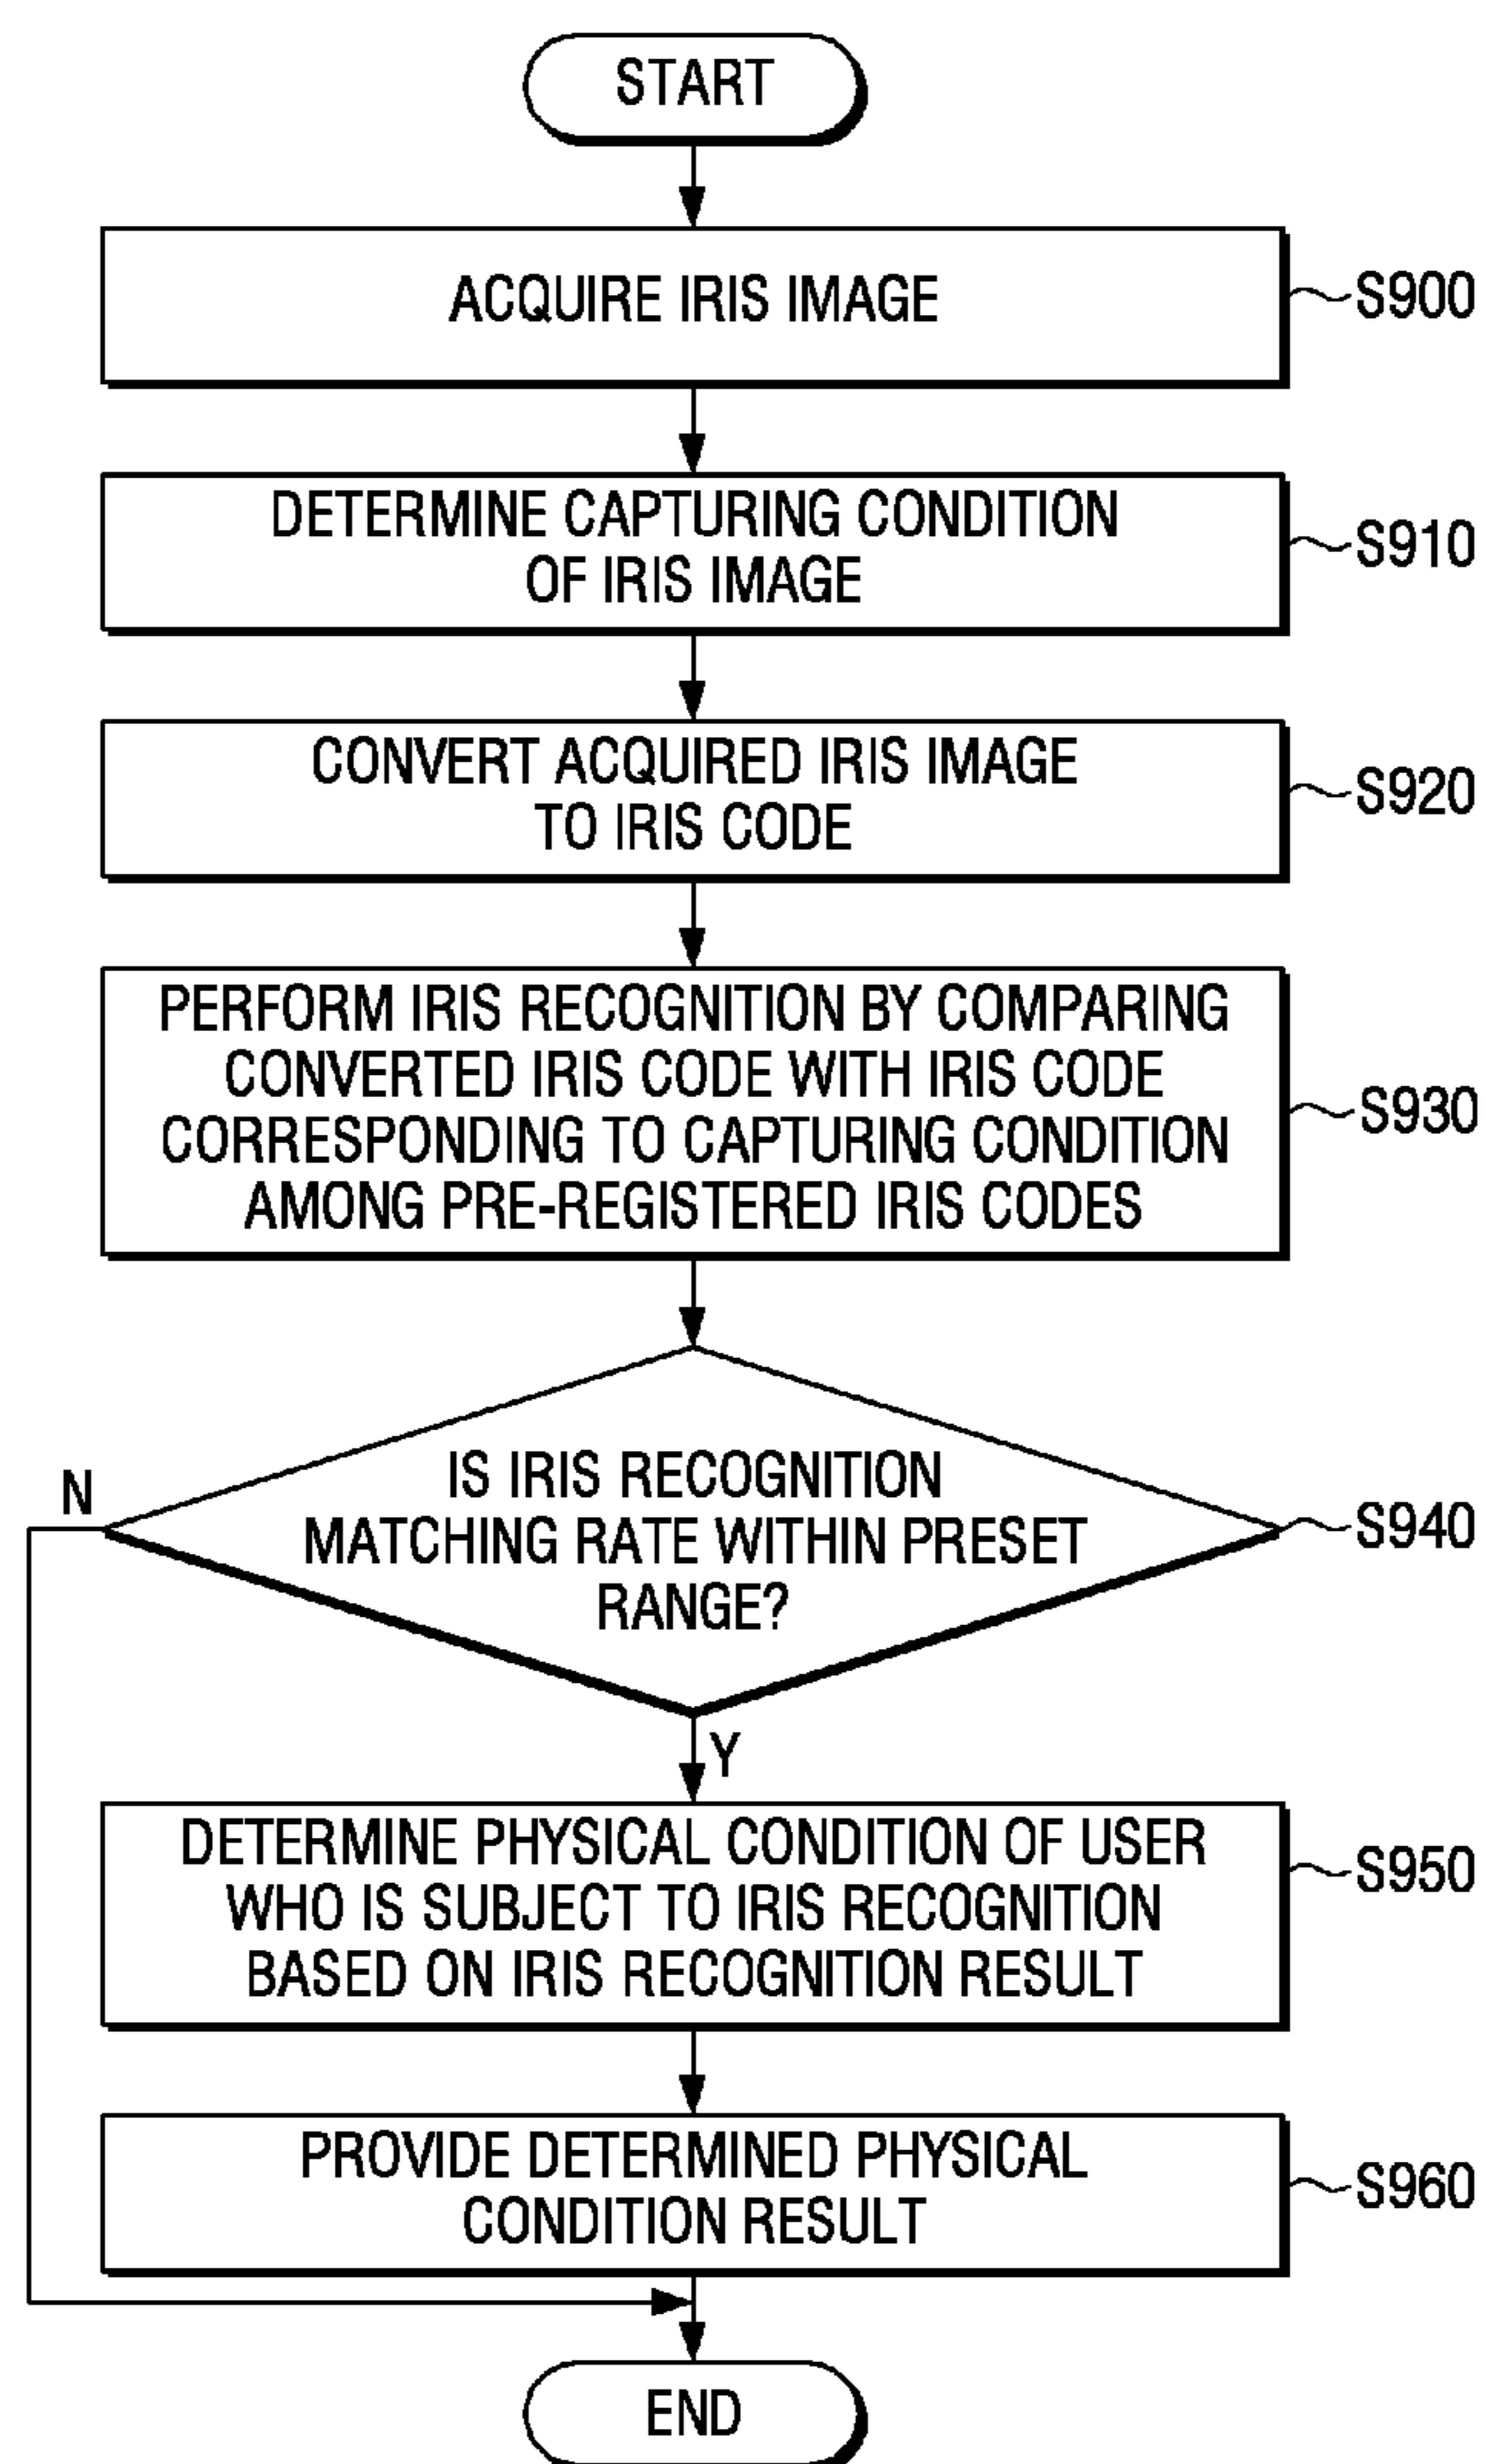 START
ACQUIRE IRIS IMAGE
S900
DETERMINE CAPTURING CONDITION
OF IRIS IMAGE
S910
CONVERT ACQUIRED IRIS IMAGE
TO IRIS CODE
S920
PERFORM IRIS RECOGNITION BY COMPARING
CONVERTED IRIS CODE WITH IRIS CODE
CORRESPONDING TO CAPTURING CONDITION
AMONG PRE-REGISTERED IRIS CODES
S930
IS IRIS RECOGNITION
MATCHING RATE WITHIN PRESET
RANGE?
S940
N
Y
DETERMINE PHYSICAL CONDITION OF USER
WHO IS SUBJECT TO IRIS RECOGNITION
BASED ON IRIS RECOGNITION RESULT
S950
PROVIDE DETERMINED PHYSICAL
CONDITION RESULT
S960
END